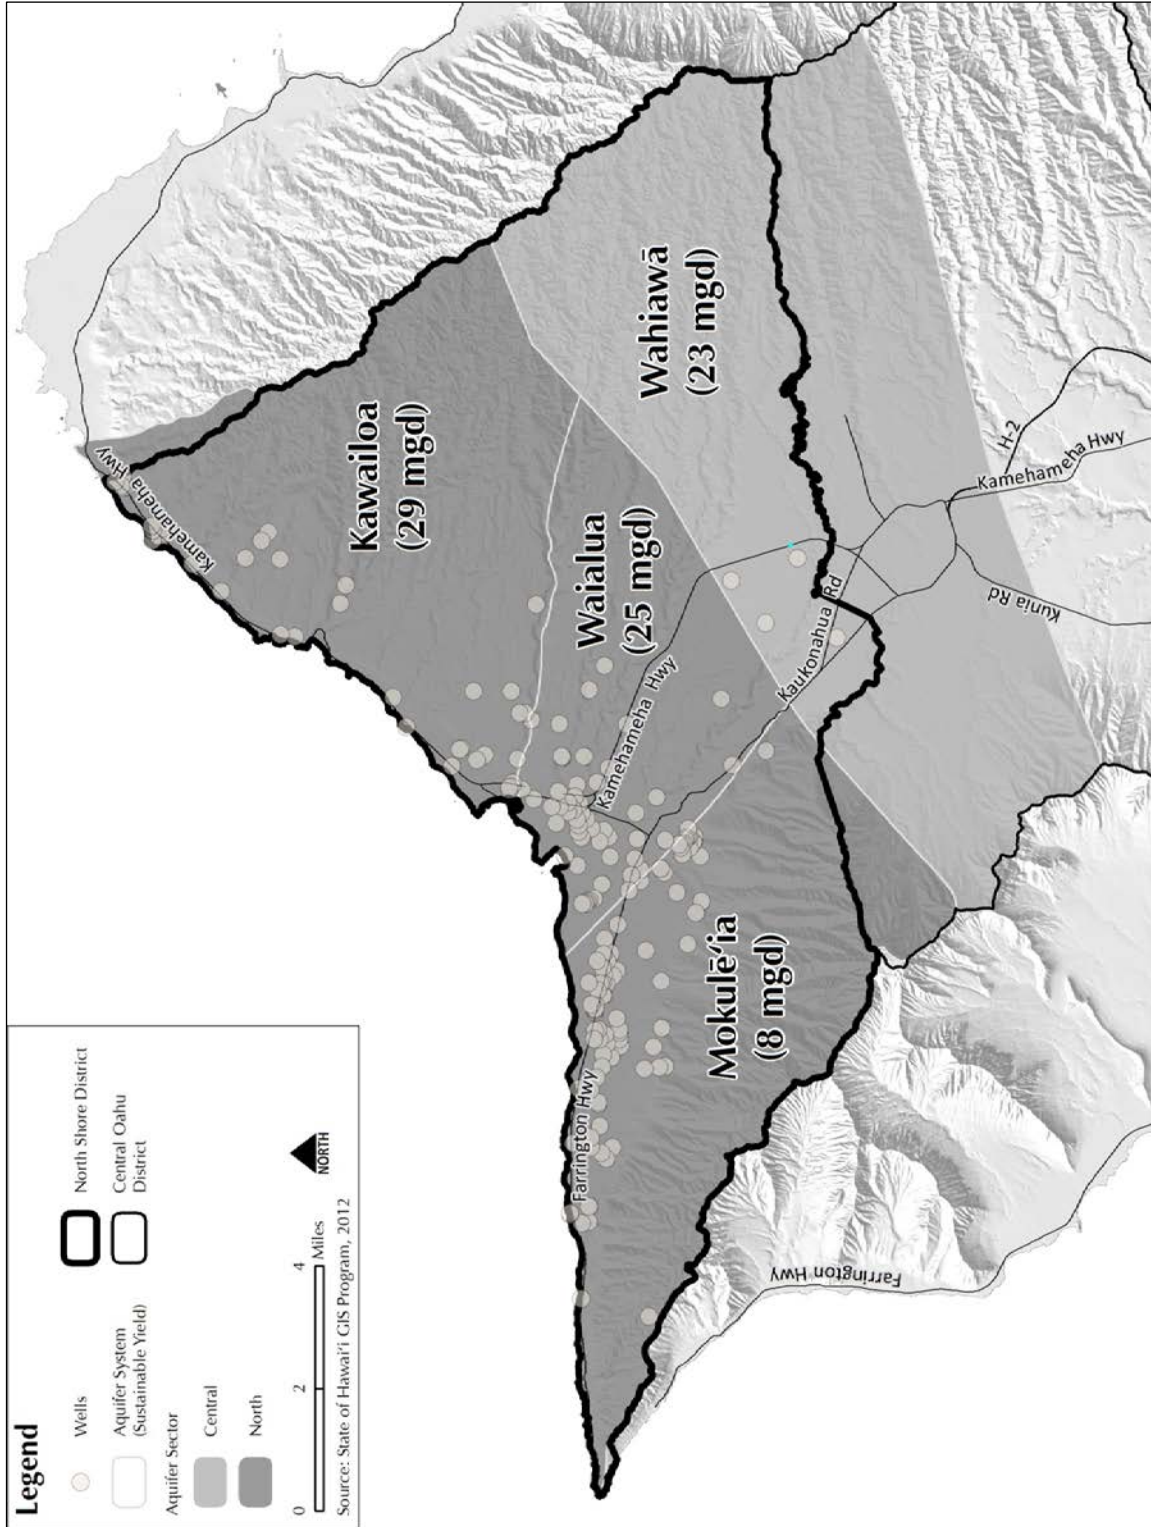 Legend
Wells
Aquifer System
(Sustainable Yield)
Aquifer Sector
Central
North
North Shore District
Central Oahu
District
0
2
4
Miles
NORTH
Source: State of Hawai‘i GIS Program, 2012
Kamehameha Hwy
Kawailoa
(29 mgd)
Waialua
(25 mgd)
Wahiawā
(23 mgd)
Mokulē‘ia
(8 mgd)
Kamehameha Hwy
Kaukonahua Rd
Farrington Hwy
Farrington Hwy
H-2
Kamehameha Hwy
Kunia Rd